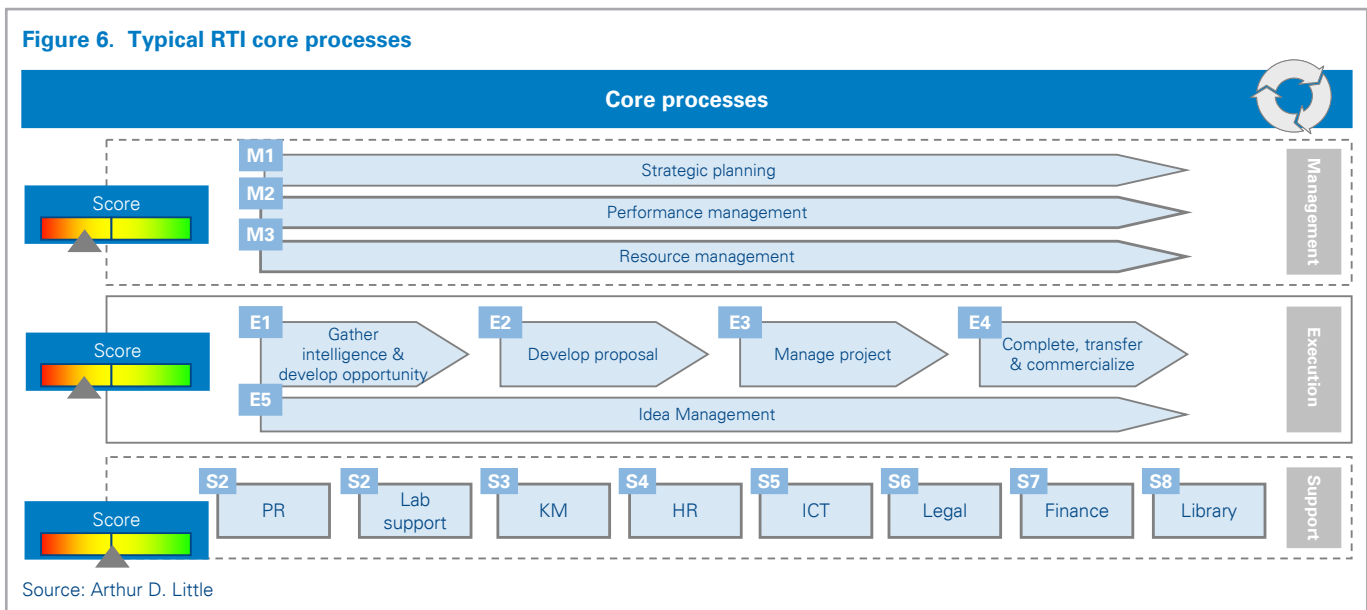 Figure 6. Typical RTI core processes
Core processes
M1
Strategic planning
M2
Performance management
M3
Resource management
Score
Management
E1
Gather
intelligence &
develop opportunity
E2
Develop proposal
E3
Manage project
E4
Complete, transfer
& commercialize
E5
Idea Management
Score
Execution
S2
PR
S2
Lab
support
S3
KM
S4
HR
S5
ICT
S6
Legal
S7
Finance
S8
Library
Score
Support
Source: Arthur D. Little